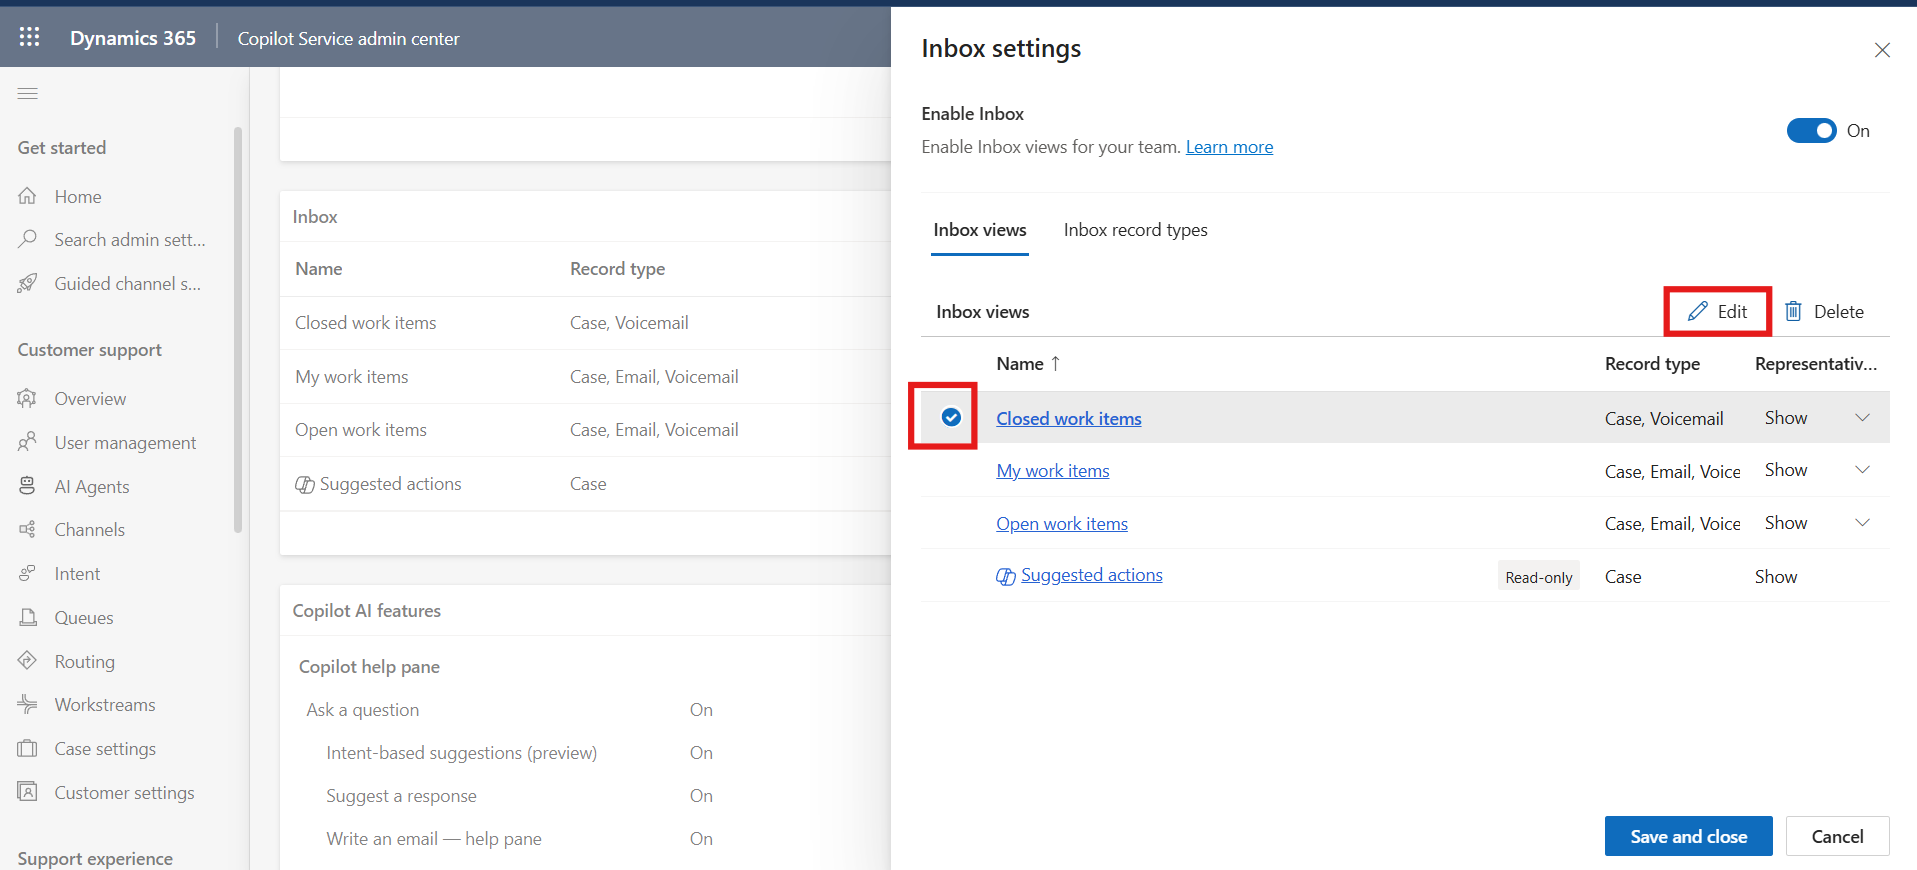 Dynamics 365
Copilot Service admin center
Get started
Home
Search admin sett...
Guided channel s...
Customer support
Overview
User management
AI Agents
Channels
Intent
Queues
Routing
Workstreams
Case settings
Customer settings
Support experience
Inbox
Name Record type
Closed work items Case, Voicemail
My work items Case, Email, Voicemail
Open work items Case, Email, Voicemail
Suggested actions Case
Copilot AI features
Copilot help pane
Ask a question On
Intent-based suggestions (preview) On
Suggest a response On
Write an email — help pane On
Inbox settings
Enable Inbox
Enable Inbox views for your team. Learn more
On
Inbox views Inbox record types
Inbox views Edit Delete
Name ↑ Record type Representativ...
Closed work items Case, Voicemail Show
My work items Case, Email, Voice Show
Open work items Case, Email, Voice Show
Suggested actions Read-only Case Show
Save and close Cancel